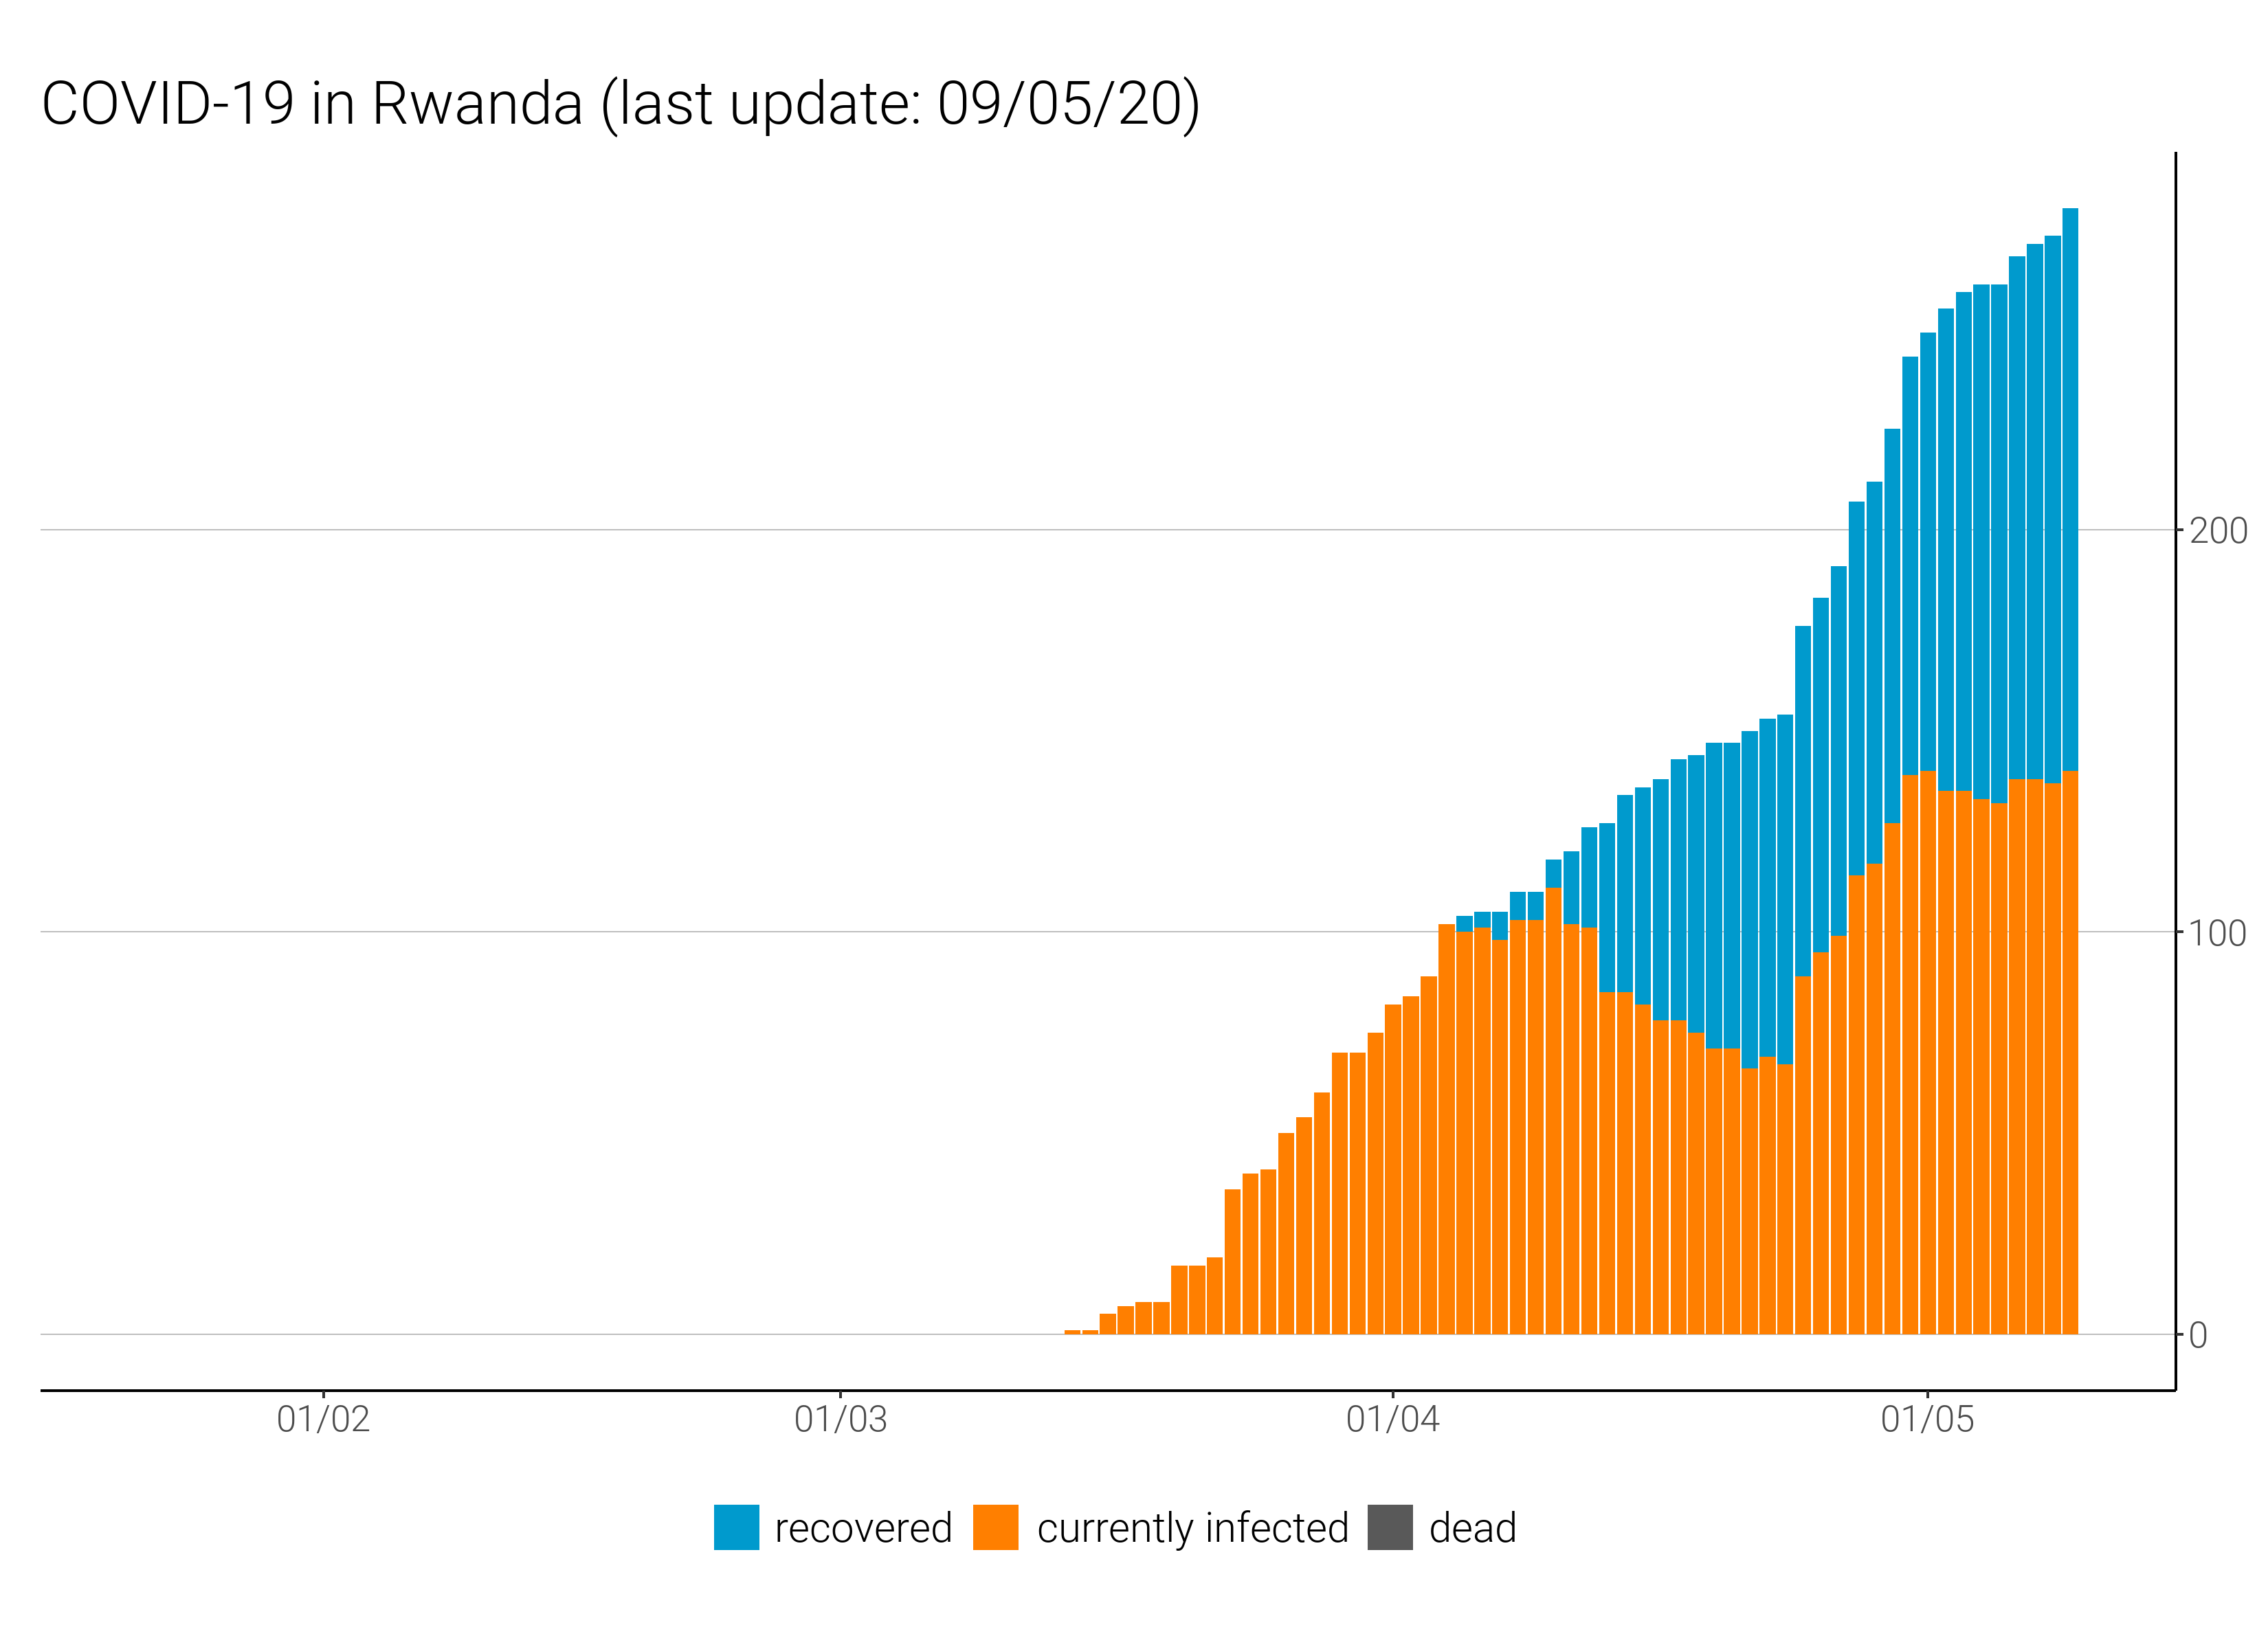 COVID-19 in Rwanda (last update: 09/05/20)
200
100
0
01/02 01/03 01/04 01/05
recovered currently infected dead